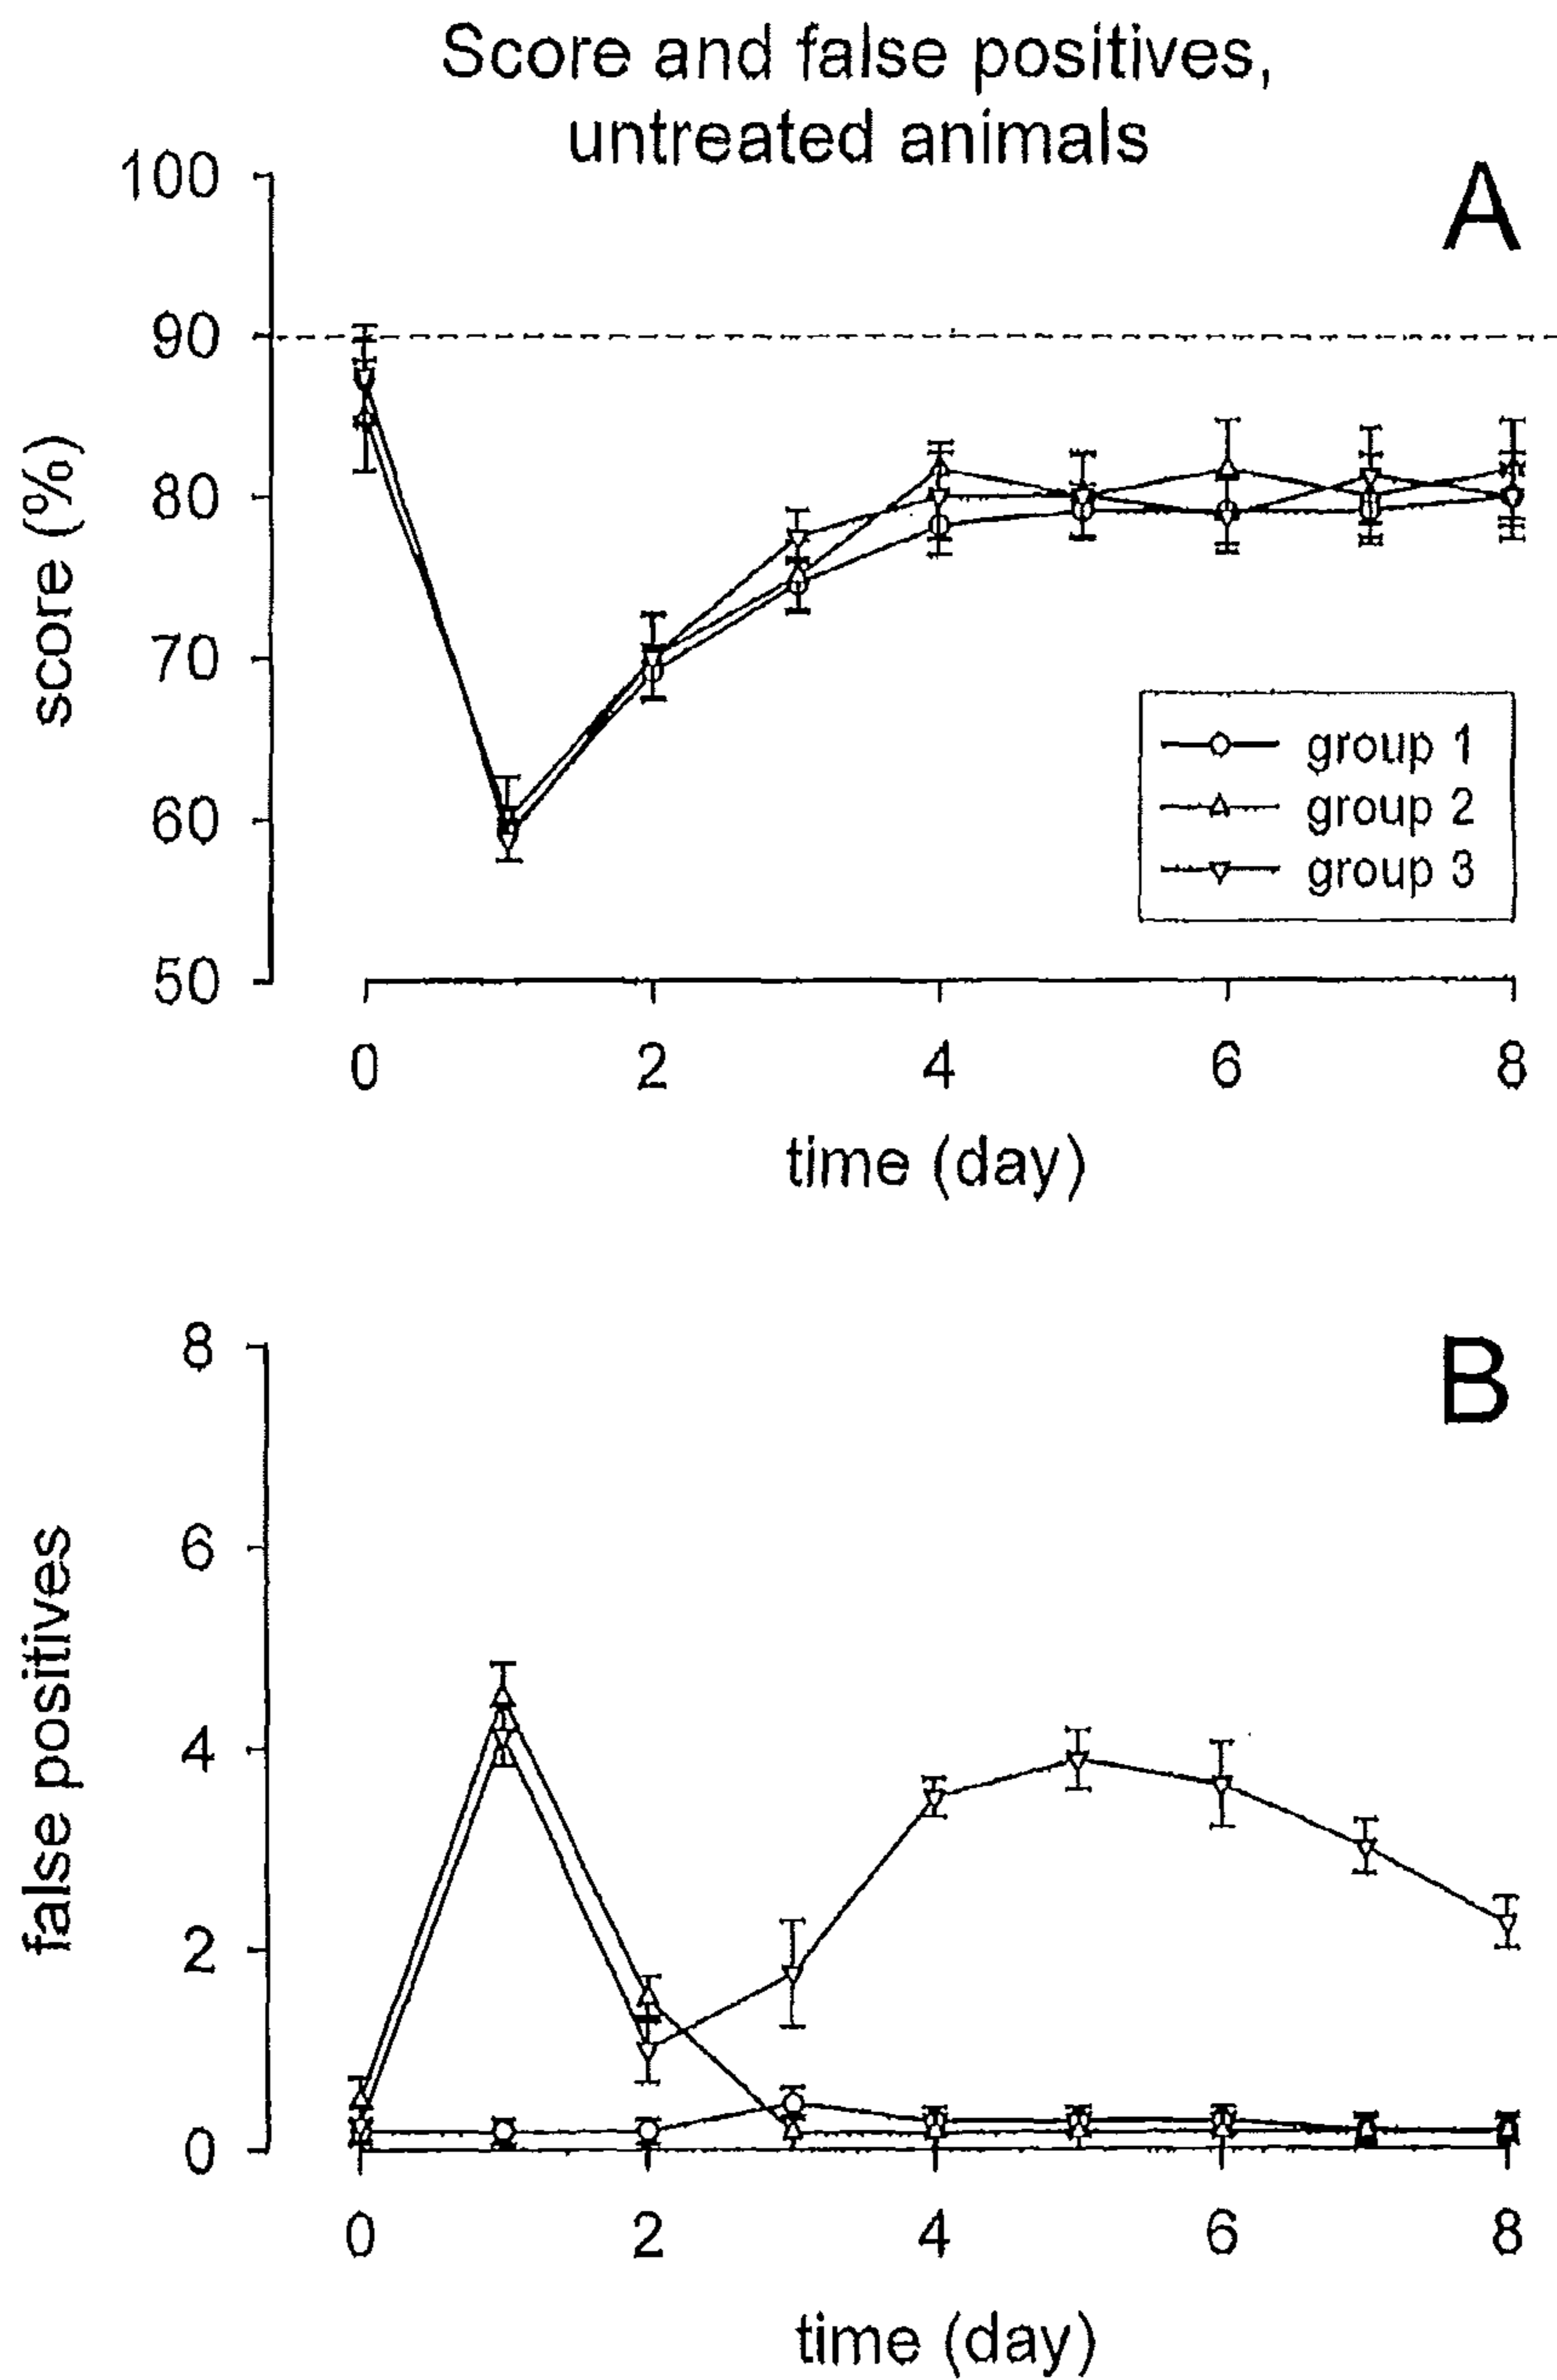 Score and false positives,
untreated animals
A
100
90
80
70
60
50
score (%)
group 1
group 2
group 3
0 2 4 6 8
time (day)
B
8
6
4
2
0
false positives
0 2 4 6 8
time (day)